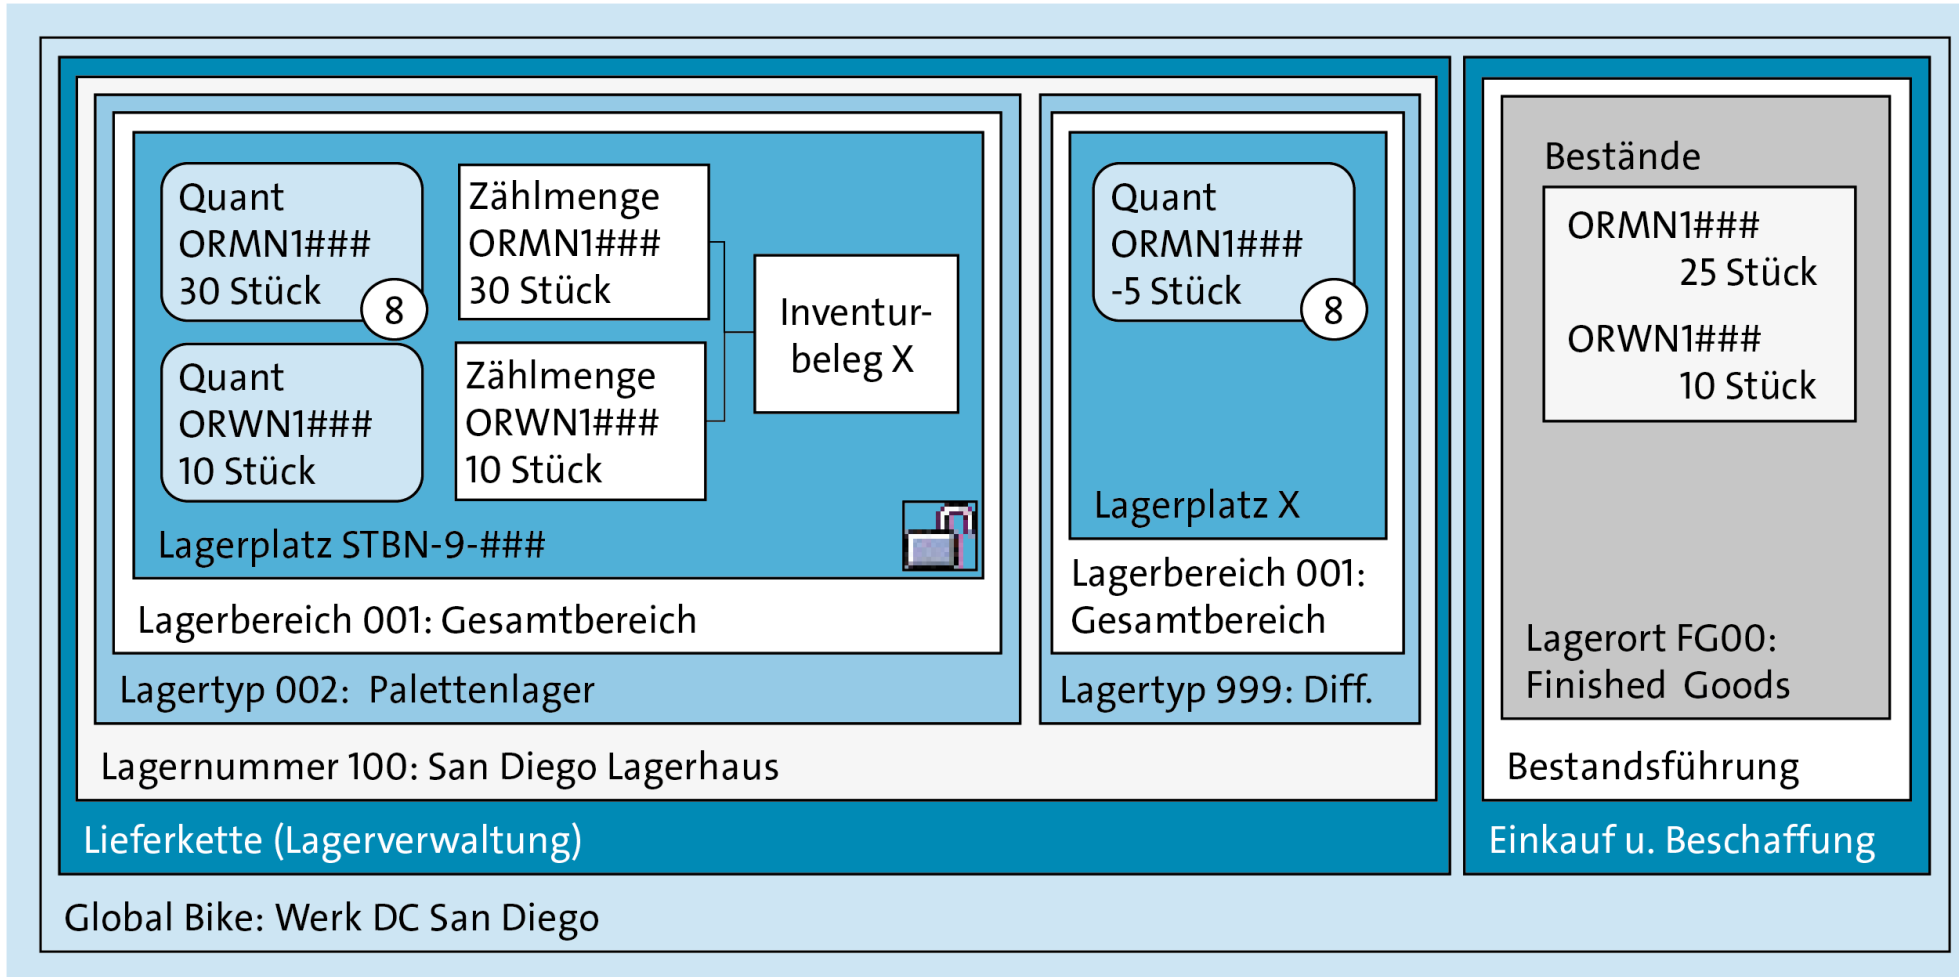 Quant
ORMN1###
30 Stück
8
Zählmenge
ORMN1###
30 Stück
Quant
ORWN1###
10 Stück
Zählmenge
ORWN1###
10 Stück
Inventur-
beleg X
Lagerplatz STBN-9-###
Lagerbereich 001: Gesamtbereich
Lagertyp 002: Palettenlager
Quant
ORMN1###
-5 Stück
8
Lagerplatz X
Lagerbereich 001:
Gesamtbereich
Lagertyp 999: Diff.
Lagernummer 100: San Diego Lagerhaus
Lieferkette (Lagerverwaltung)
Bestände
ORMN1###
25 Stück
ORWN1###
10 Stück
Lagerort FG00:
Finished Goods
Bestandsführung
Einkauf u. Beschaffung
Global Bike: Werk DC San Diego